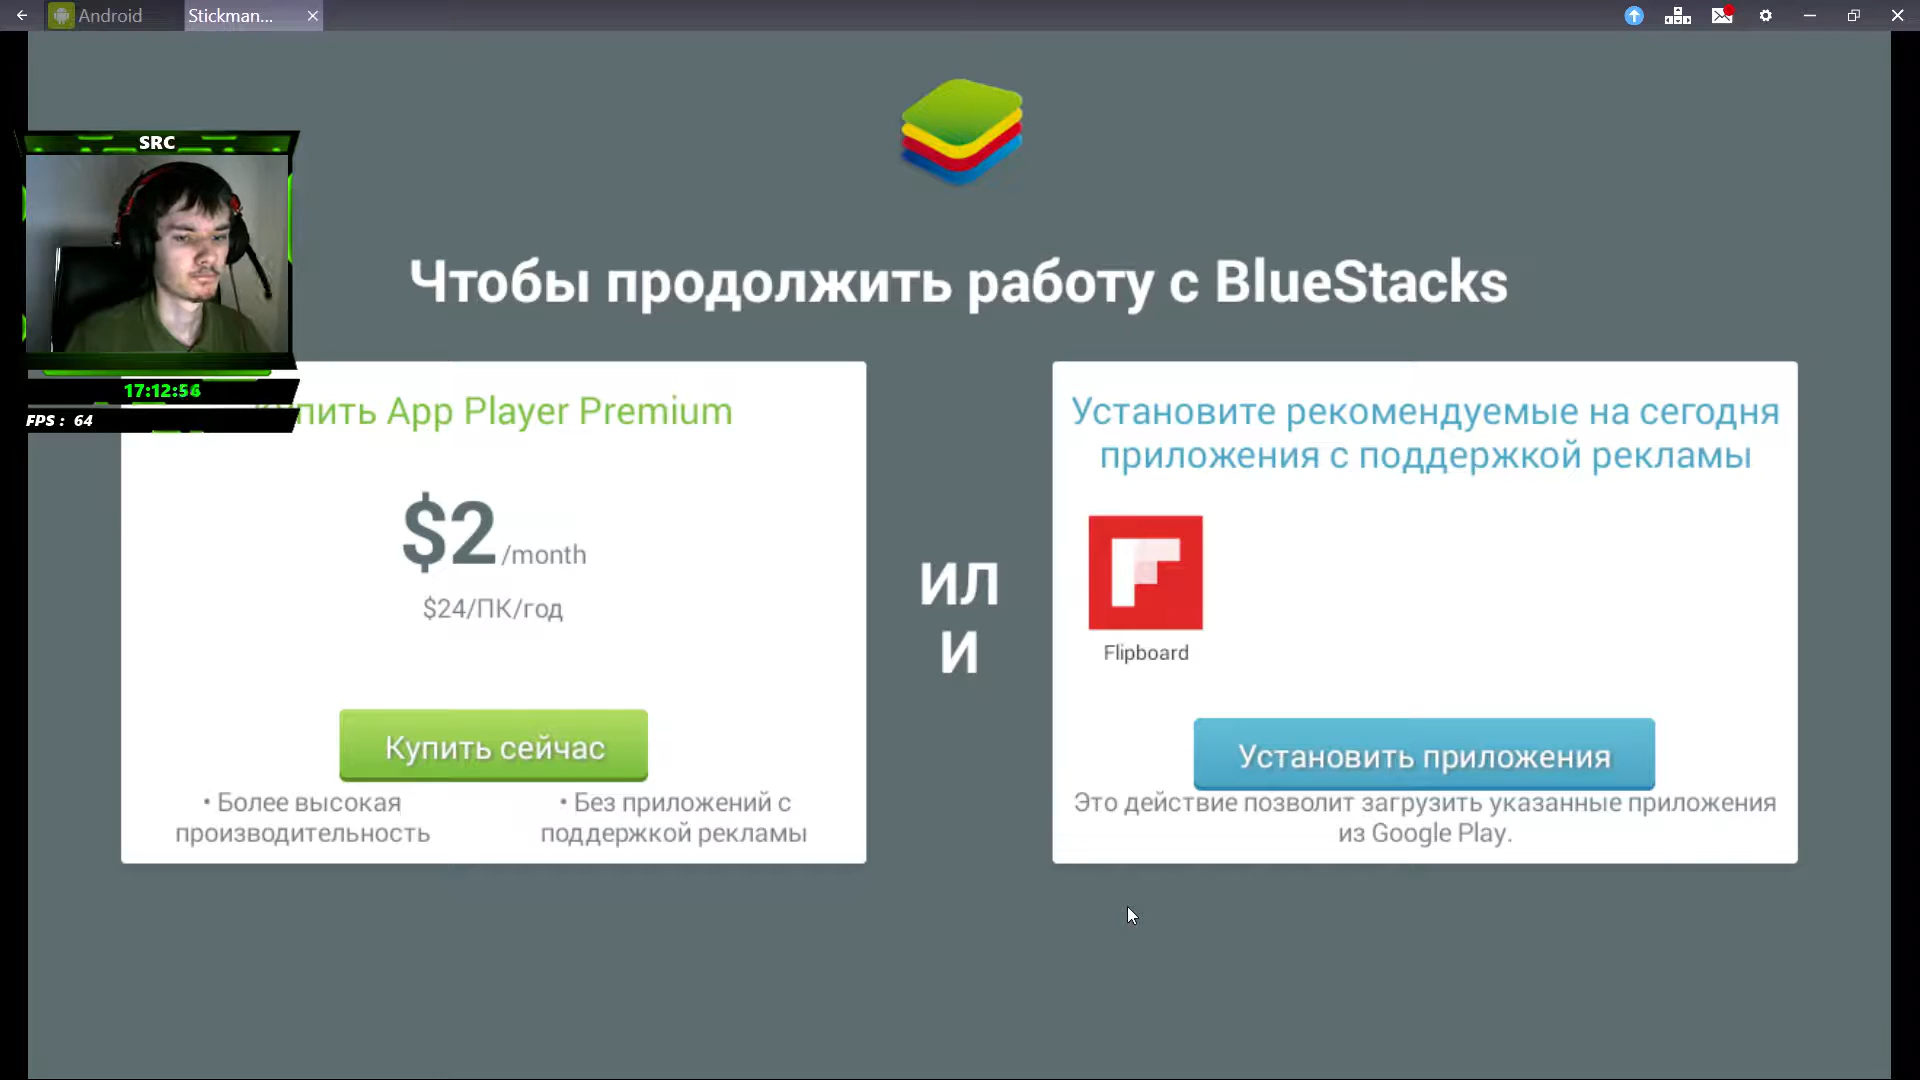 Android
Stickman...
SRC
17:12:54
FPS : 64
Чтобы продолжить работу с BlueStacks
пить App Player Premium
$2 /month
$24/ПК/год
Купить сейчас
• Более высокая
производительность
• Без приложений с
поддержкой рекламы
ИЛ
И
Установите рекомендуемые на сегодня
приложения с поддержкой рекламы
Flipboard
Установить приложения
Это действие позволит загрузить указанные приложения
из Google Play.